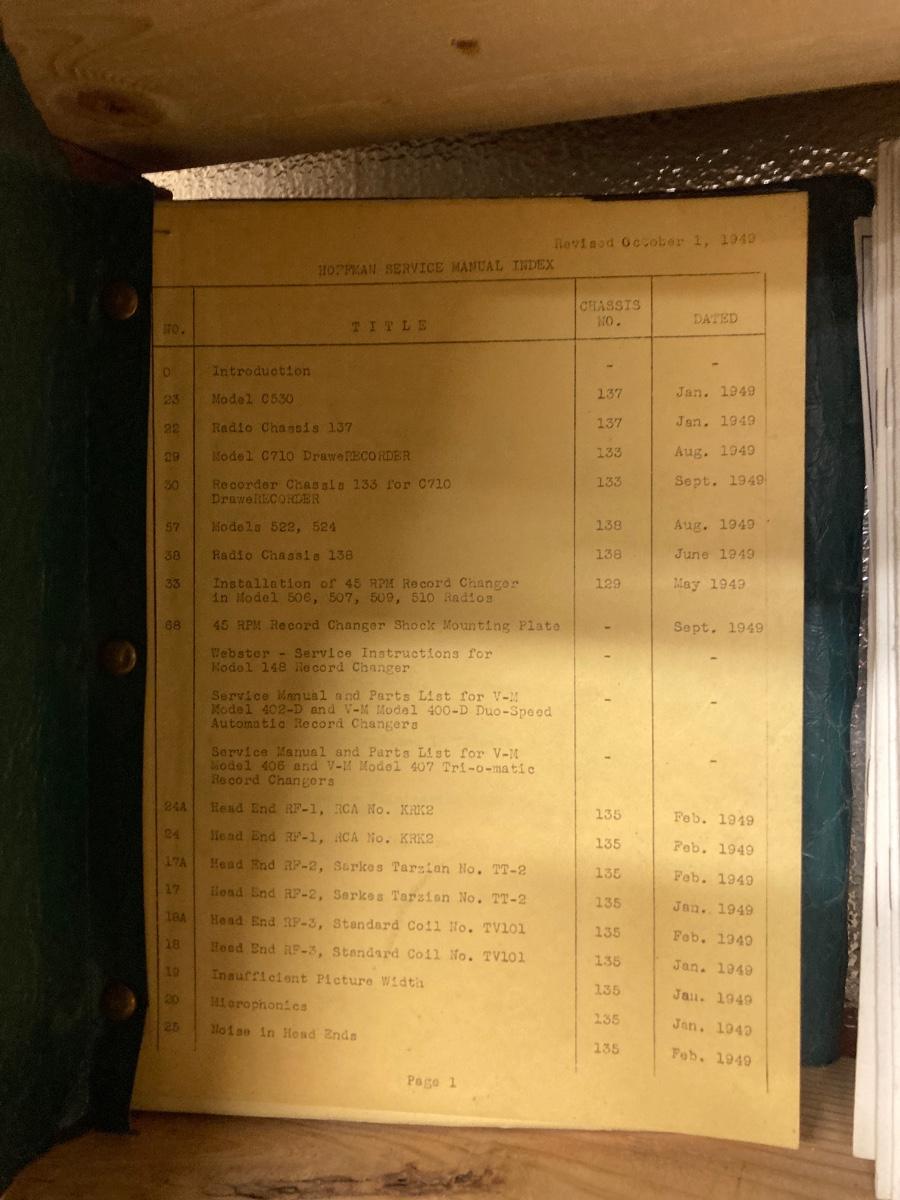 Revised October 1, 1949
HOFFMAN SERVICE MANUAL INDEX
NO. T I T L E CHASSIS NO. DATED
0 Introduction - -
23 Model C530 137 Jan. 1949
22 Radio Chassis 137 137 Jan. 1949
29 Model C710 DraweRECORDER 133 Aug. 1949
30 Recorder Chassis 133 for C710 133 Sept. 1949
DraweRECORDER
57 Models 522, 524 138 Aug. 1949
38 Radio Chassis 138 138 June 1949
33 Installation of 45 RPM Record Changer 129 May 1949
in Model 506, 507, 509, 510 Radios
68 45 RPM Record Changer Shock Mounting Plate - Sept. 1949
Webster - Service Instructions for - -
Model 148 Record Changer
Service Manual and Parts List for V-M - -
Model 402-D and V-M Model 400-D Duo-Speed
Automatic Record Changers
Service Manual and Parts List for V-M - -
Model 406 and V-M Model 407 Tri-o-matic
Record Changers
24A Head End RF-1, RCA No. KRK2 135 Feb. 1949
24 Head End RF-1, RCA No. KRK2 135 Feb. 1949
17A Head End RF-2, Sarkes Tarzian No. TT-2 135 Feb. 1949
17 Head End RF-2, Sarkes Tarzian No. TT-2 135 Jan. 1949
18A Head End RF-3, Standard Coil No. TV101 135 Feb. 1949
18 Head End RF-3, Standard Coil No. TV101 135 Jan. 1949
19 Insufficient Picture Width 135 Jan. 1949
20 Microphonics 135 Jan. 1949
25 Noise in Head Ends 135 Feb. 1949
Page 1